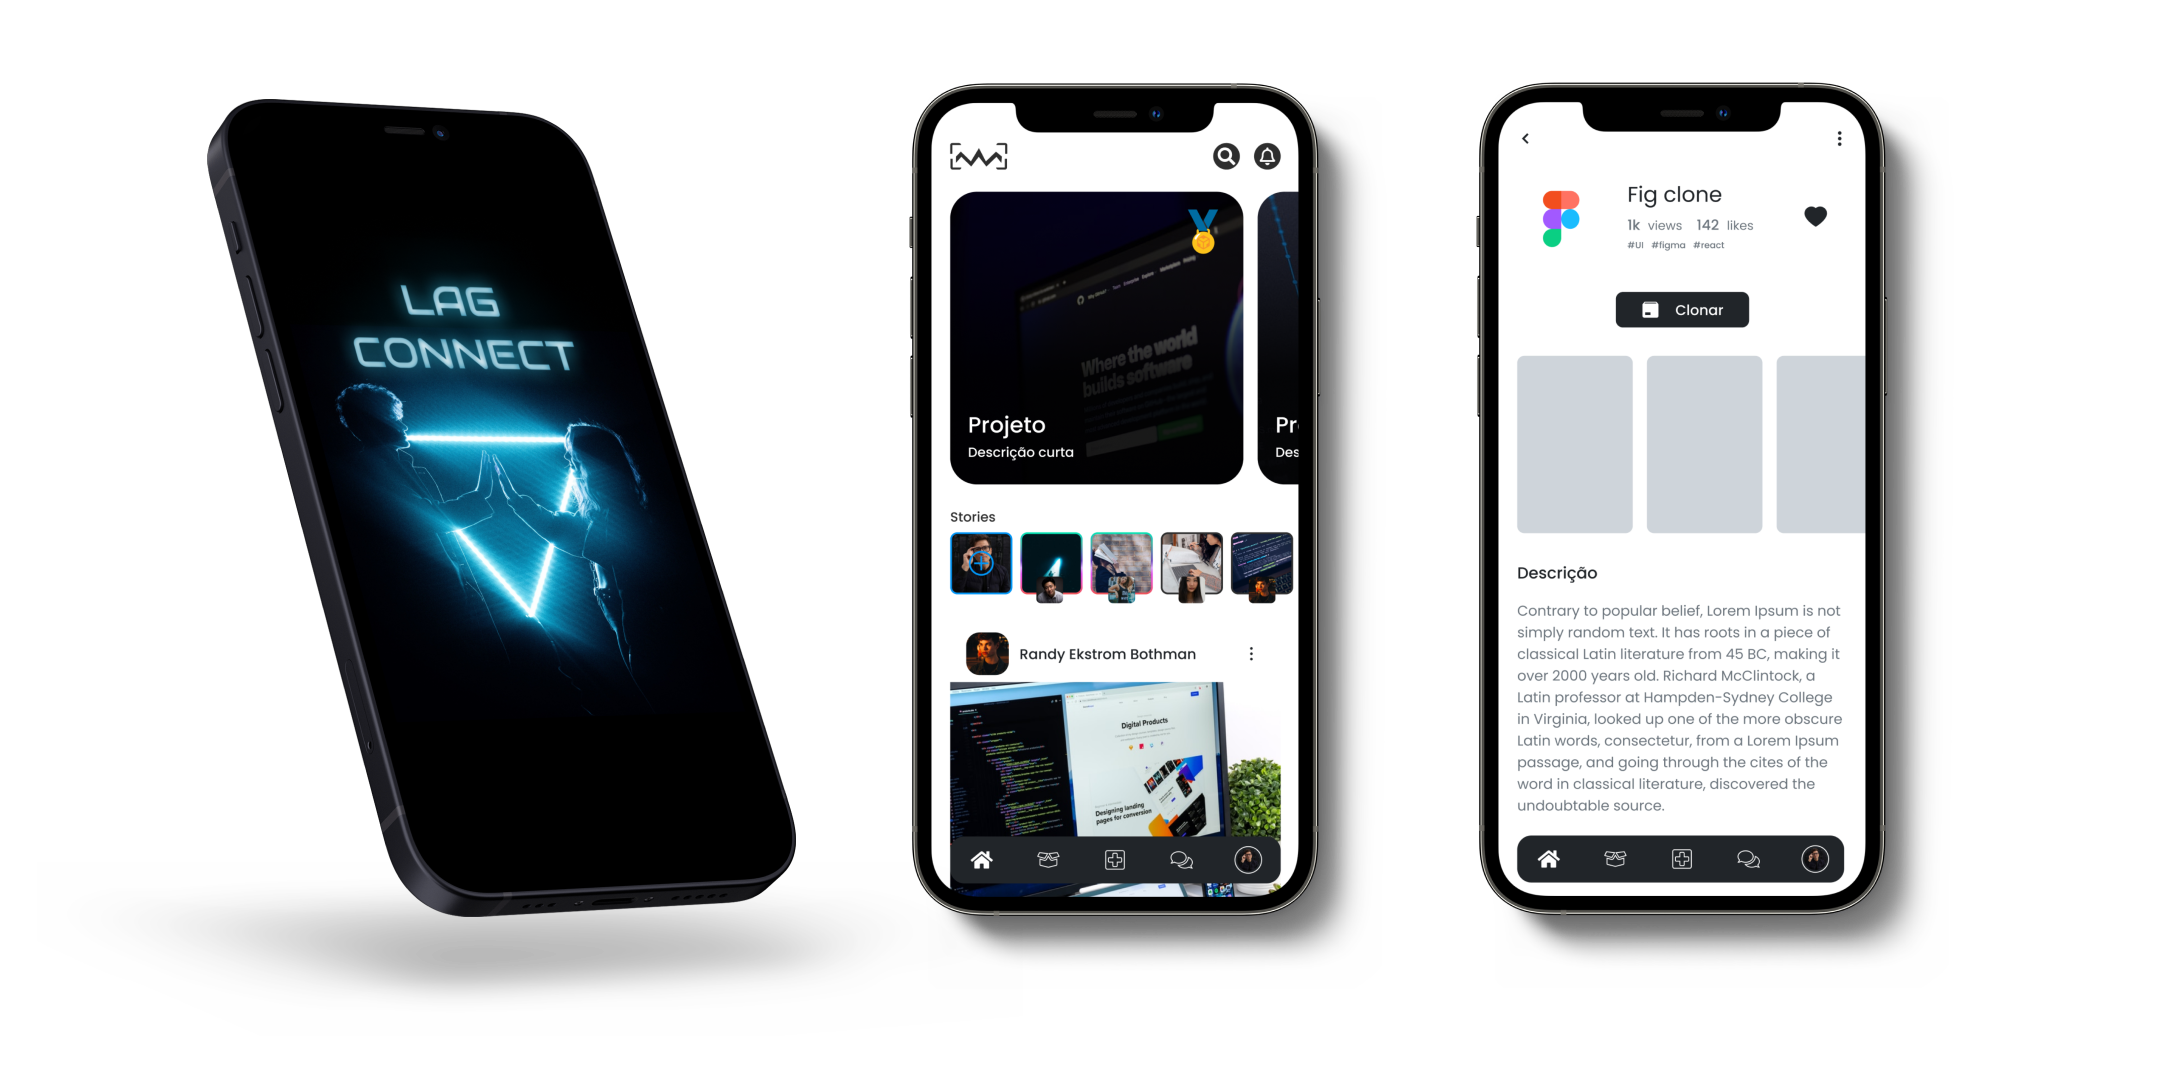 LAG
CONNECT
Where the world
builds software
Projeto
Descrição curta
Pr
Des
Stories
Randy Ekstrom Bothman
Digital Products
Designing landing
pages for conversion
Fig clone
1k views 142 likes
#UI #figma #react
Clonar
Descrição
Contrary to popular belief, Lorem Ipsum is not
simply random text. It has roots in a piece of
classical Latin literature from 45 BC, making it
over 2000 years old. Richard McClintock, a
Latin professor at Hampden-Sydney College
in Virginia, looked up one of the more obscure
Latin words, consectetur, from a Lorem Ipsum
passage, and going through the cites of the
word in classical literature, discovered the
undoubtable source.